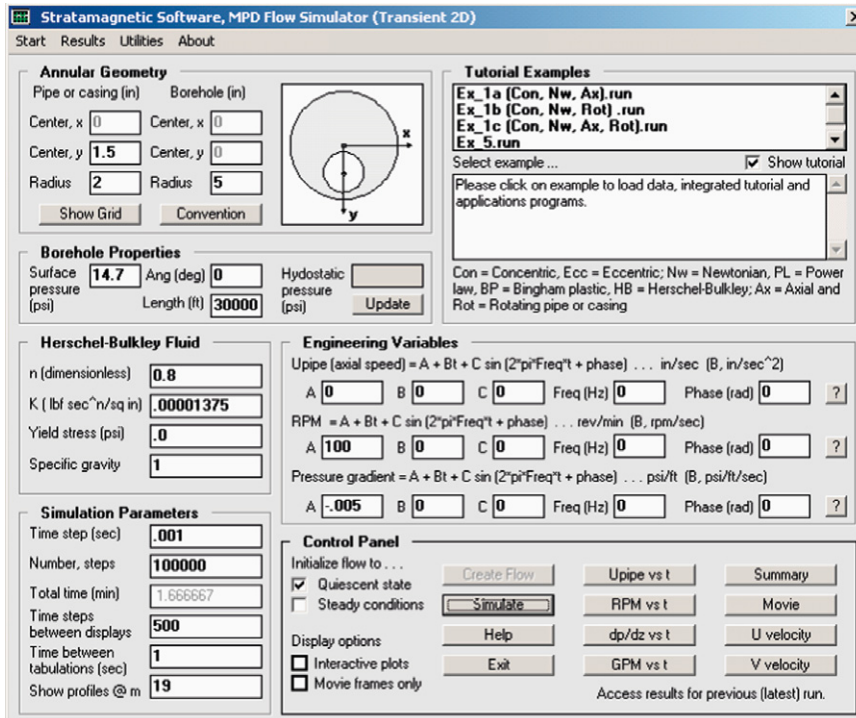 Stratamagnetic Software, MPD Flow Simulator (Transient 2D)
Start Results Utilities About
Annular Geometry
Pipe or casing (in) Borehole (in)
Center, x 0 Center, x 0
Center, y 1.5 Center, y 0
Radius 2 Radius 5
Show Grid Convention
x
y
Tutorial Examples
Ex_1a (Con, Nw, Ax).run
Ex_1b (Con, Nw, Rot) .run
Ex_1c (Con, Nw, Ax, Rot).run
Ex_5.run
Select example ... Show tutorial
Please click on example to load data, integrated tutorial and
applications programs.
Con = Concentric, Ecc = Eccentric; Nw = Newtonian, PL = Power
law, BP = Bingham plastic, HB = Herschel-Bulkley; Ax = Axial and
Rot = Rotating pipe or casing
Borehole Properties
Surface pressure (psi) 14.7 Ang (deg) 0 Hydostatic pressure (psi)
Length (ft) 30000 Update
Herschel-Bulkley Fluid
n (dimensionless) 0.8
K ( lbf sec^n/sq in) .00001375
Yield stress (psi) .0
Specific gravity 1
Engineering Variables
Upipe (axial speed) = A + Bt + C sin (2*pi*Freq*t + phase) . . . in/sec (B, in/sec^2)
A 0 B 0 C 0 Freq (Hz) 0 Phase (rad) 0 ?
RPM = A + Bt + C sin (2*pi*Freq*t + phase) . . . rev/min (B, rpm/sec)
A 100 B 0 C 0 Freq (Hz) 0 Phase (rad) 0 ?
Pressure gradient = A + Bt + C sin (2*pi*Freq*t + phase) . . . psi/ft (B, psi/ft/sec)
A -.005 B 0 C 0 Freq (Hz) 0 Phase (rad) 0 ?
Simulation Parameters
Time step (sec) .001
Number, steps 100000
Total time (min) 1.666667
Time steps between displays 500
Time between tabulations (sec) 1
Show profiles @ m 19
Control Panel
Initialize flow to . . .
Quiescent state
Steady conditions
Display options
Interactive plots
Movie frames only
Create Flow Upipe vs t Summary
Simulate RPM vs t Movie
Help dp/dz vs t U velocity
Exit GPM vs t V velocity
Access results for previous (latest) run.